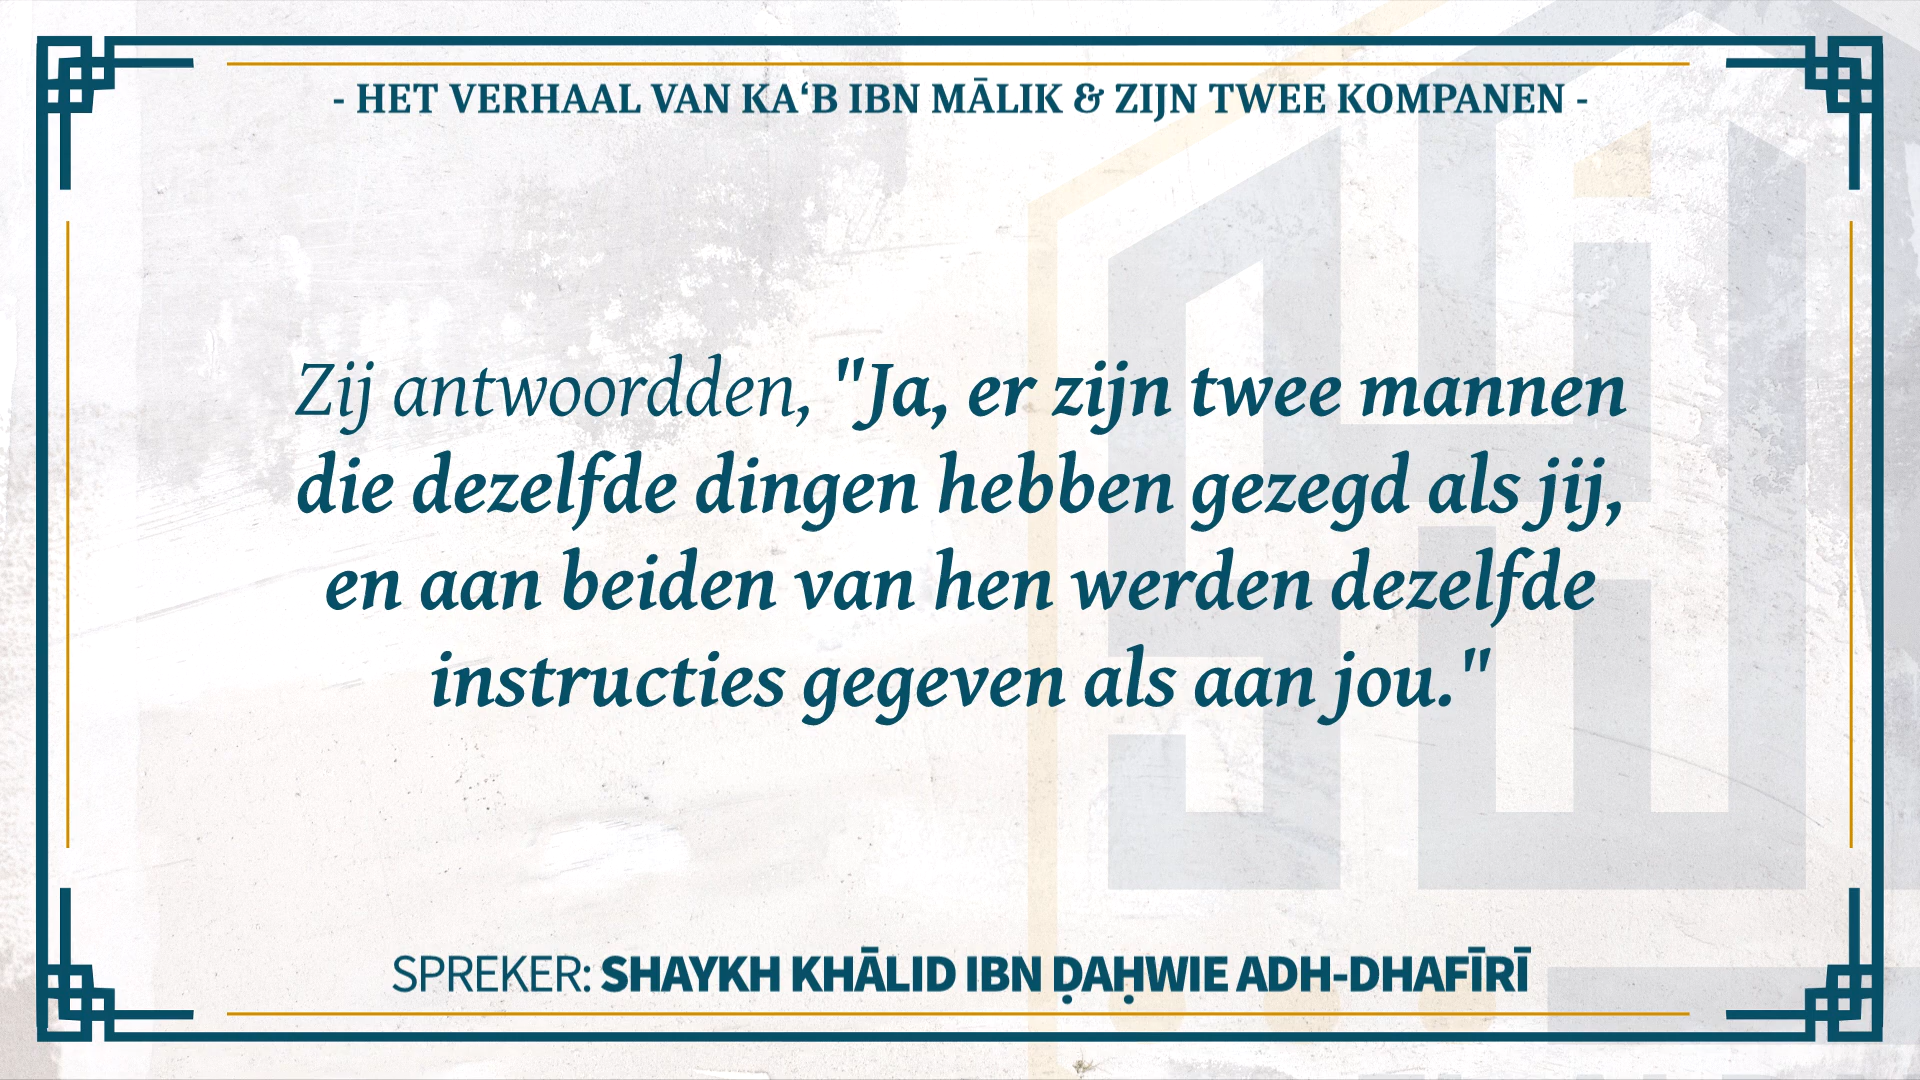 - HET VERHAAL VAN KAʻB IBN MĀLIK & ZIJN TWEE KOMPANEN -
Zij antwoordden, "Ja, er zijn twee mannen
die dezelfde dingen hebben gezegd als jij,
en aan beiden van hen werden dezelfde
instructies gegeven als aan jou."
SPREKER: SHAYKH KHĀLID IBN ḌAḤWIE ADH-DHAFĪRĪ